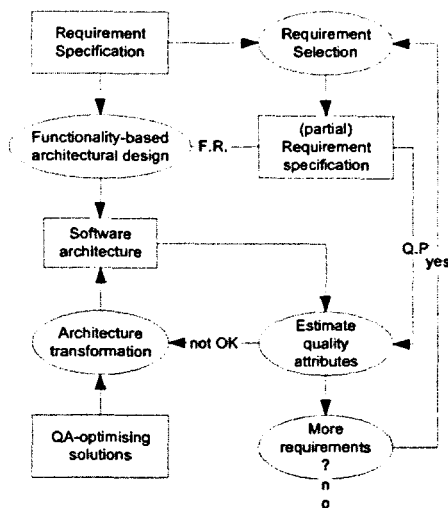 Requirement
Specification
Requirement
Selection
Functionality-based
architectural design
F.R.
(partial)
Requirement
specification
Software
architecture
Q.P
yes
Architecture
transformation
not OK
Estimate
quality
attributes
QA-optimising
solutions
More
requirements
?
n
o